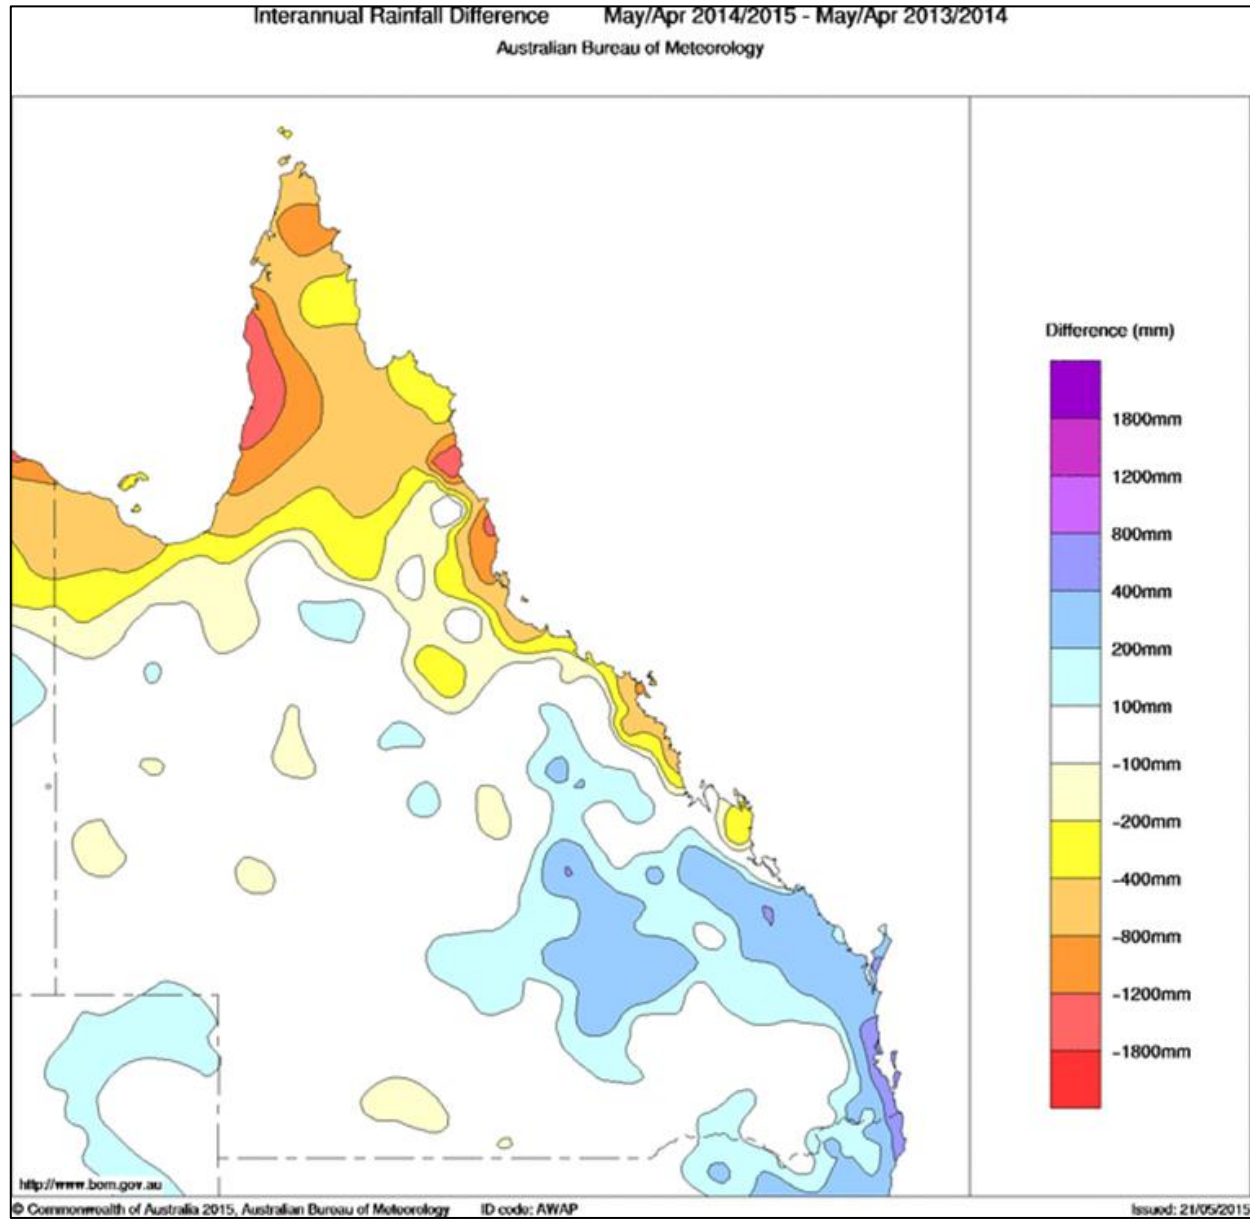 Interannual Rainfall Difference May/Apr 2014/2015 - May/Apr 2013/2014
Australian Bureau of Meteorology
Difference (mm)
1800mm
1200mm
800mm
400mm
200mm
100mm
-100mm
-200mm
-400mm
-800mm
-1200mm
-1800mm
http://www.bom.gov.au
© Commonwealth of Australia 2015, Australian Bureau of Meteorology ID code: AWAP Issued: 21/05/2015